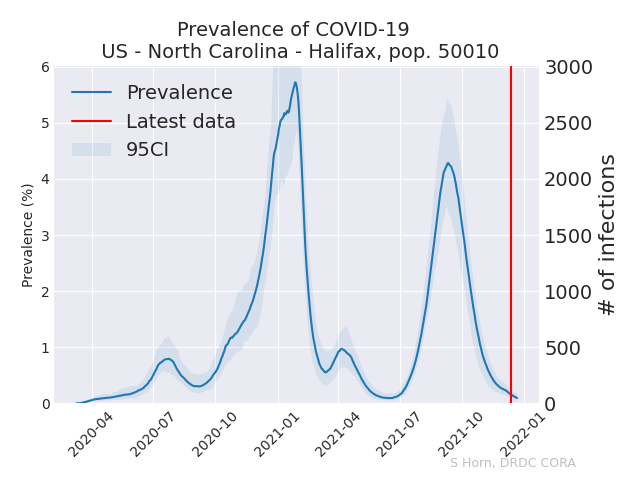 Prevalence of COVID-19
US - North Carolina - Halifax, pop. 50010
Prevalence
Latest data
95CI
Prevalence (%)
6
5
4
3
2
1
0
3000
2500
2000
1500
1000
500
0
# of infections
2020-04
2020-07
2020-10
2021-01
2021-04
2021-07
2021-10
2022-01
S Horn, DRDC CORA